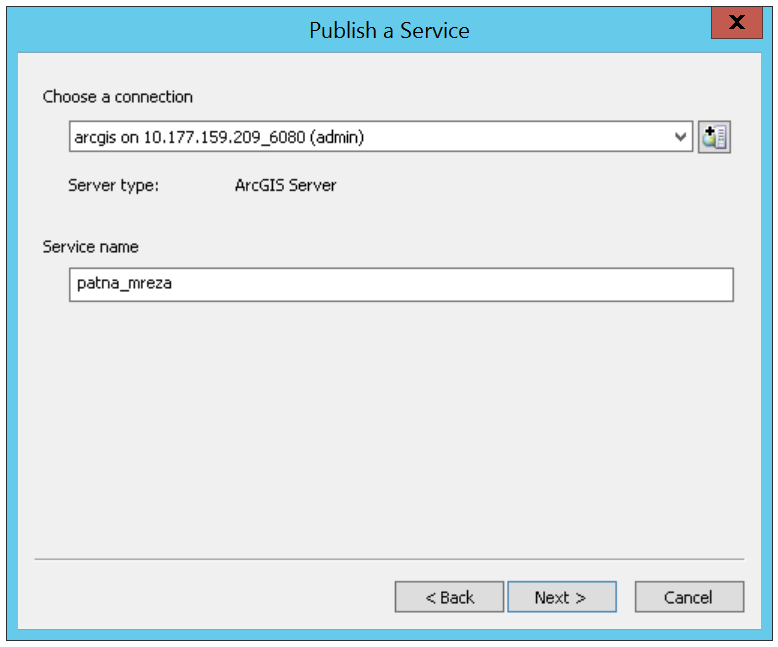 Publish a Service
X
Choose a connection
arcgis on 10.177.159.209_6080 (admin)
Server type: ArcGIS Server
Service name
patna_mreza
< Back Next > Cancel